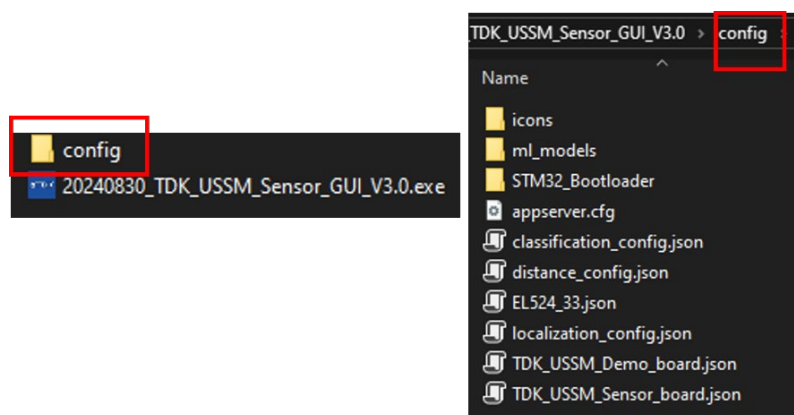 config
20240830_TDK_USSM_Sensor_GUI_V3.0.exe
_TDK_USSM_Sensor_GUI_V3.0 > config >
Name
icons
ml_models
STM32_Bootloader
appserver.cfg
classification_config.json
distance_config.json
EL524_33.json
localization_config.json
TDK_USSM_Demo_board.json
TDK_USSM_Sensor_board.json